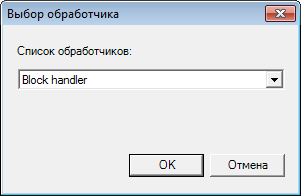 Выбор обработчика
Список обработчиков:
Block handler
OK
Отмена